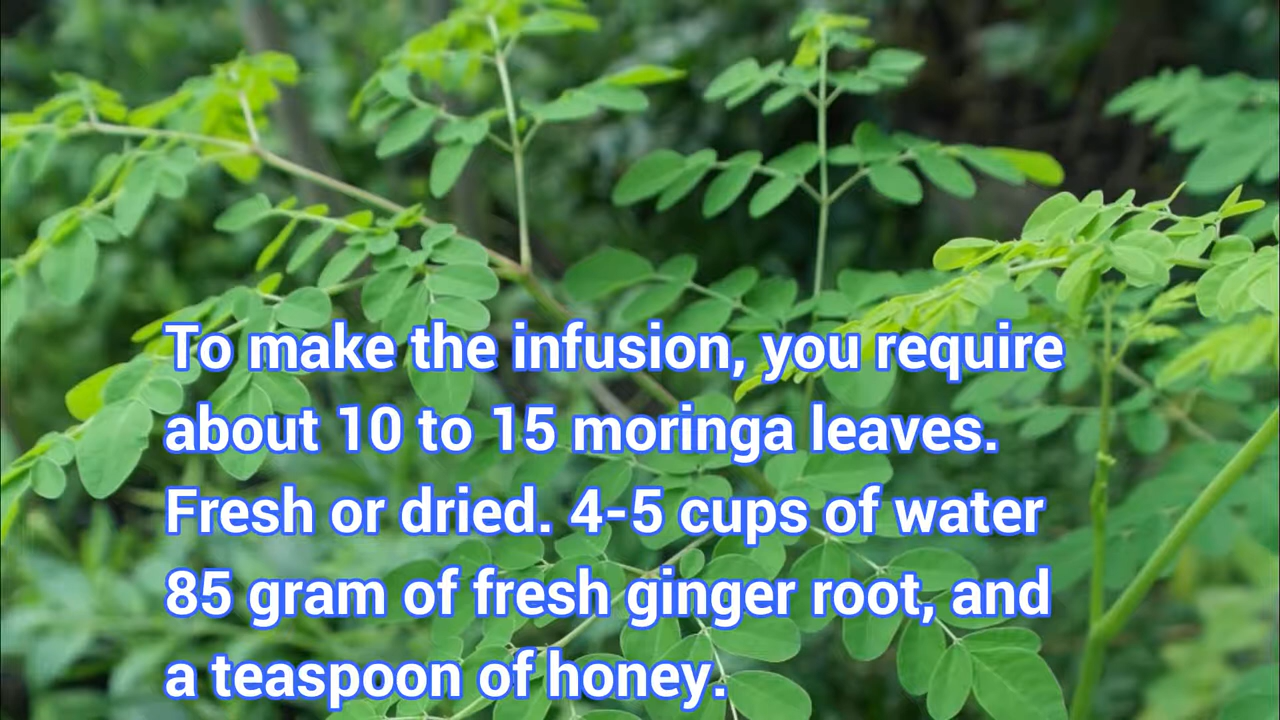 To make the infusion, you require
about 10 to 15 moringa leaves.
Fresh or dried. 4-5 cups of water
85 gram of fresh ginger root, and
a teaspoon of honey.